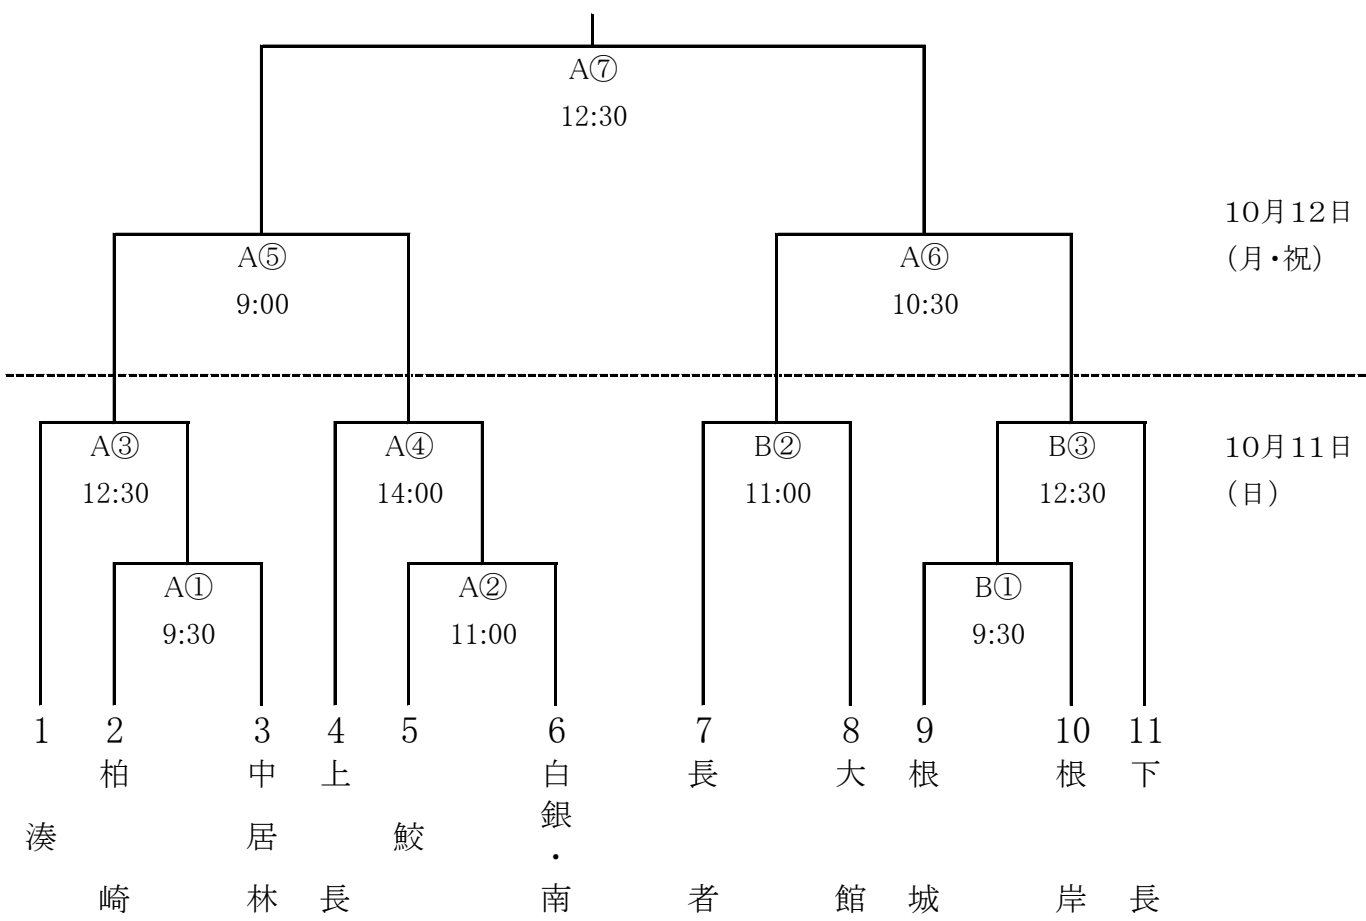 A⑦
12:30
10月12日
(月・祝)
A⑤
9:00
A⑥
10:30
10月11日
(日)
A③
12:30
A④
14:00
B②
11:00
B③
12:30
A①
9:30
A②
11:00
B①
9:30
1 湊
2 柏崎
3 中居林
4 上長
5 鮫
6 白銀・南
7 長者
8 大館
9 根城
10 根岸
11 下長